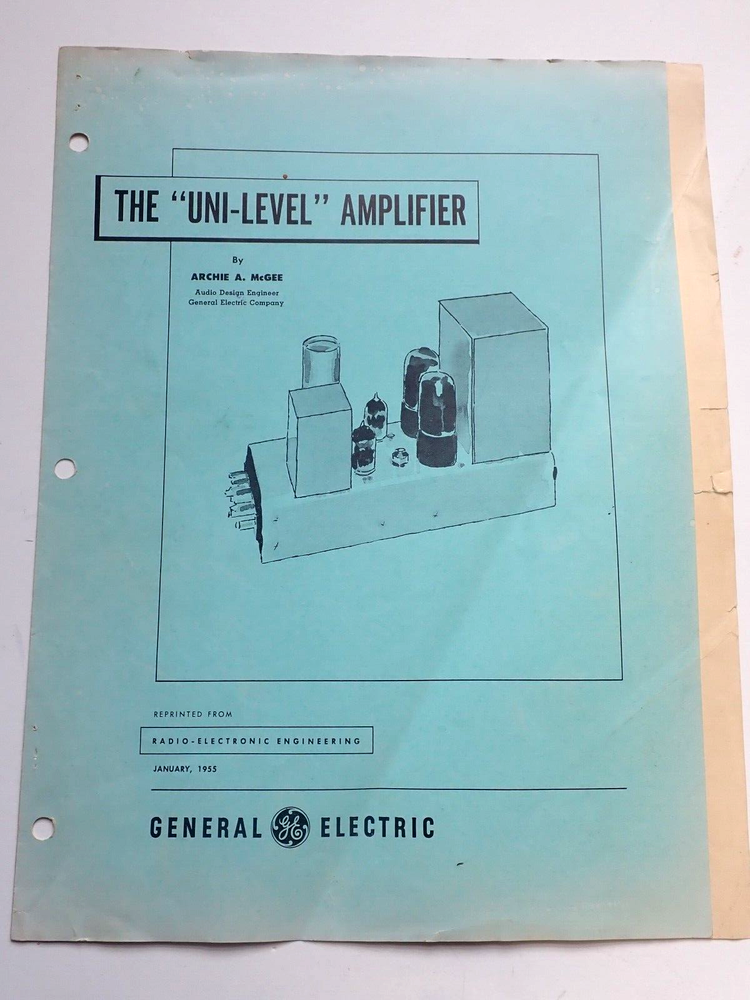 THE “UNI-LEVEL” AMPLIFIER
By
ARCHIE A. McGEE
Audio Design Engineer
General Electric Company
REPRINTED FROM
RADIO-ELECTRONIC ENGINEERING
JANUARY, 1955
GENERAL GE ELECTRIC